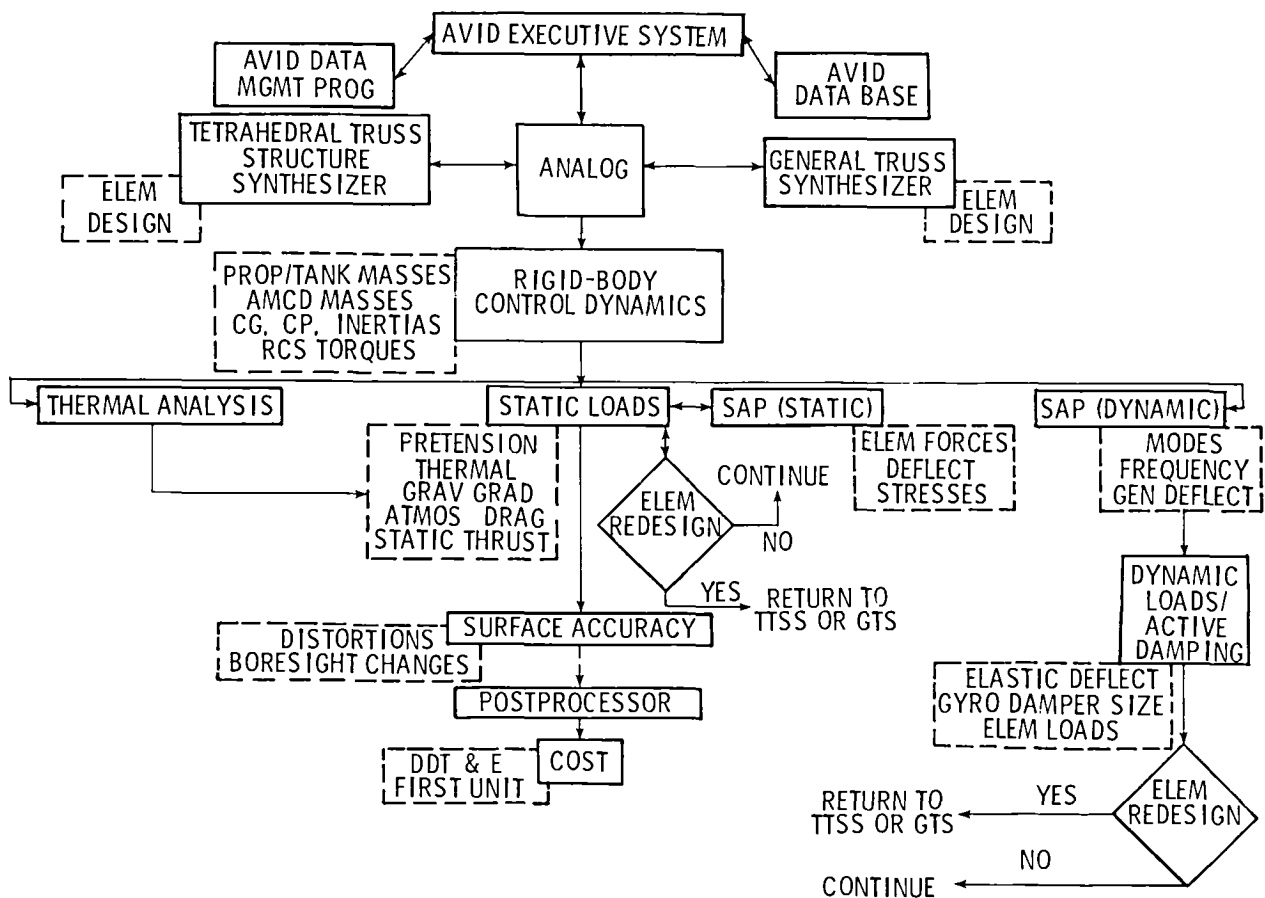 AVID EXECUTIVE SYSTEM
AVID DATA
MGMT PROG
AVID
DATA BASE
TETRAHEDRAL TRUSS
STRUCTURE
SYNTHESIZER
ANALOG
GENERAL TRUSS
SYNTHESIZER
ELEM
DESIGN
ELEM
DESIGN
PROP/TANK MASSES
AMCD MASSES
CG, CP, INERTIAS
RCS TORQUES
RIGID-BODY
CONTROL DYNAMICS
THERMAL ANALYSIS
STATIC LOADS
SAP (STATIC)
SAP (DYNAMIC)
PRETENSION
THERMAL
GRAV GRAD
ATMOS DRAG
STATIC THRUST
ELEM
REDESIGN
CONTINUE
NO
YES
RETURN TO
TTSS OR GTS
ELEM FORCES
DEFLECT
STRESSES
MODES
FREQUENCY
GEN DEFLECT
DYNAMIC
LOADS/
ACTIVE
DAMPING
SURFACE ACCURACY
DISTORTIONS
BORESIGHT CHANGES
POSTPROCESSOR
COST
DDT & E
FIRST UNIT
ELASTIC DEFLECT
GYRO DAMPER SIZE
ELEM LOADS
ELEM
REDESIGN
YES
RETURN TO
TTSS OR GTS
NO
CONTINUE